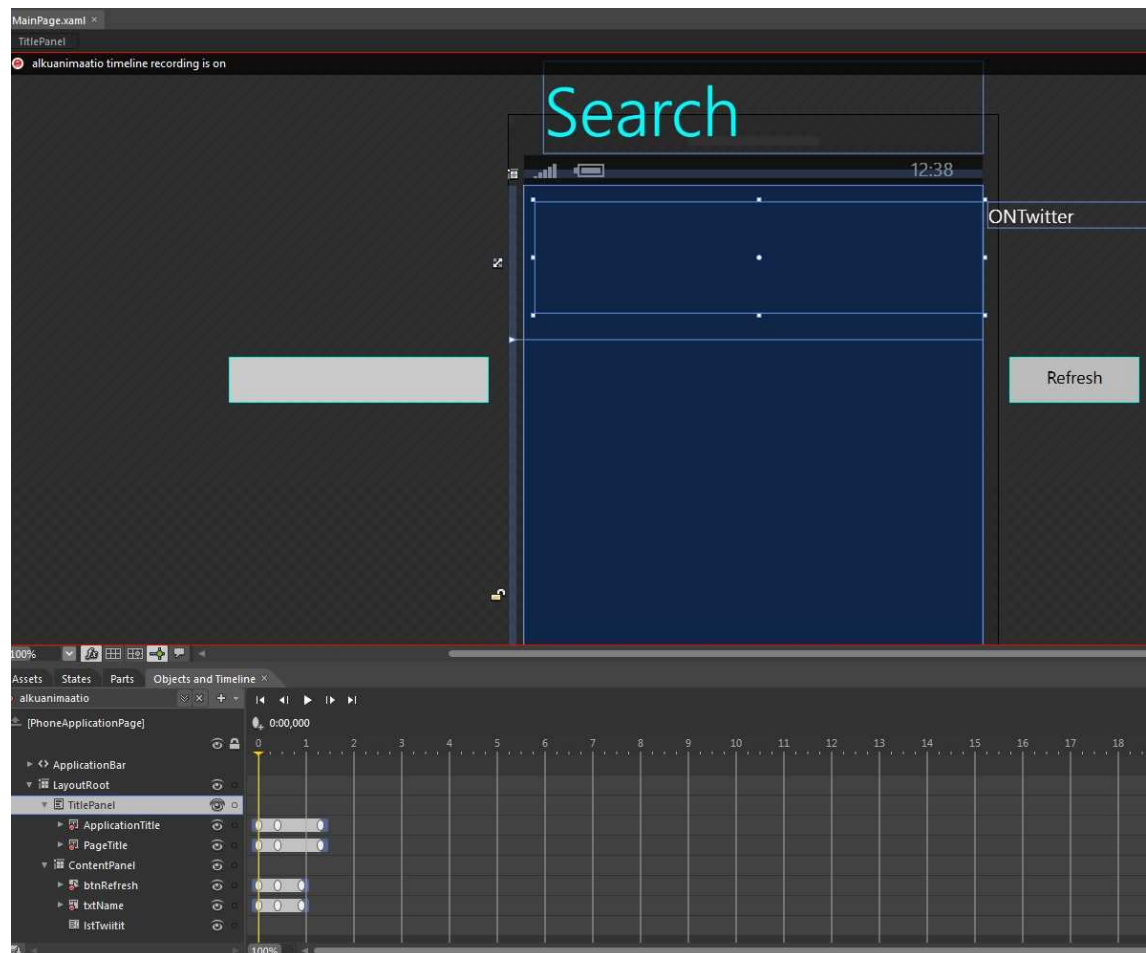 MainPage.xaml ×
TitlePanel
alkuanimaatio timeline recording is on
Search
12:38
ONTwitter
Refresh
100%
Assets States Parts Objects and Timeline ×
alkuanimaatio
[PhoneApplicationPage] 0:00,000
0 1 2 3 4 5 6 7 8 9 10 11 12 13 14 15 16 17 18
ApplicationBar
LayoutRoot
TitlePanel
ApplicationTitle
PageTitle
ContentPanel
btnRefresh
txtName
lstTwiitit
100%